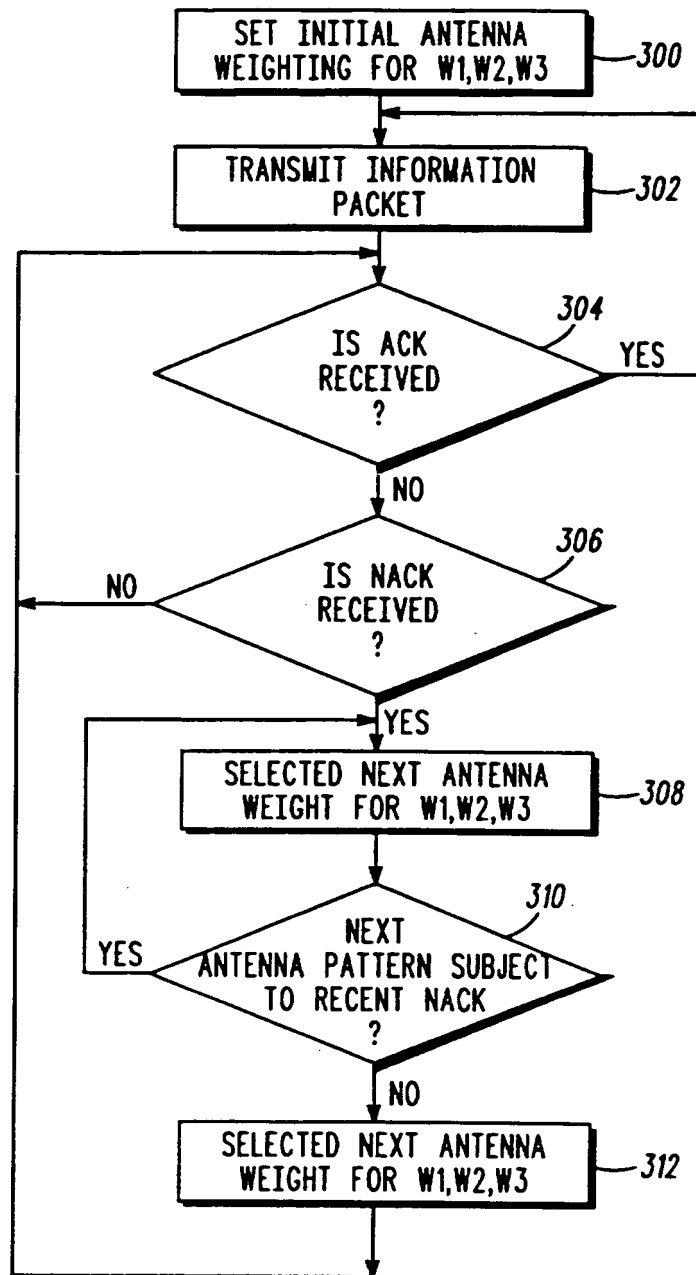 SET INITIAL ANTENNA
WEIGHTING FOR W1,W2,W3
300
TRANSMIT INFORMATION
PACKET
302
304
IS ACK
RECEIVED
?
YES
NO
306
IS NACK
RECEIVED
?
NO
YES
SELECTED NEXT ANTENNA
WEIGHT FOR W1,W2,W3
308
310
NEXT
ANTENNA PATTERN SUBJECT
TO RECENT NACK
?
YES
NO
SELECTED NEXT ANTENNA
WEIGHT FOR W1,W2,W3
312